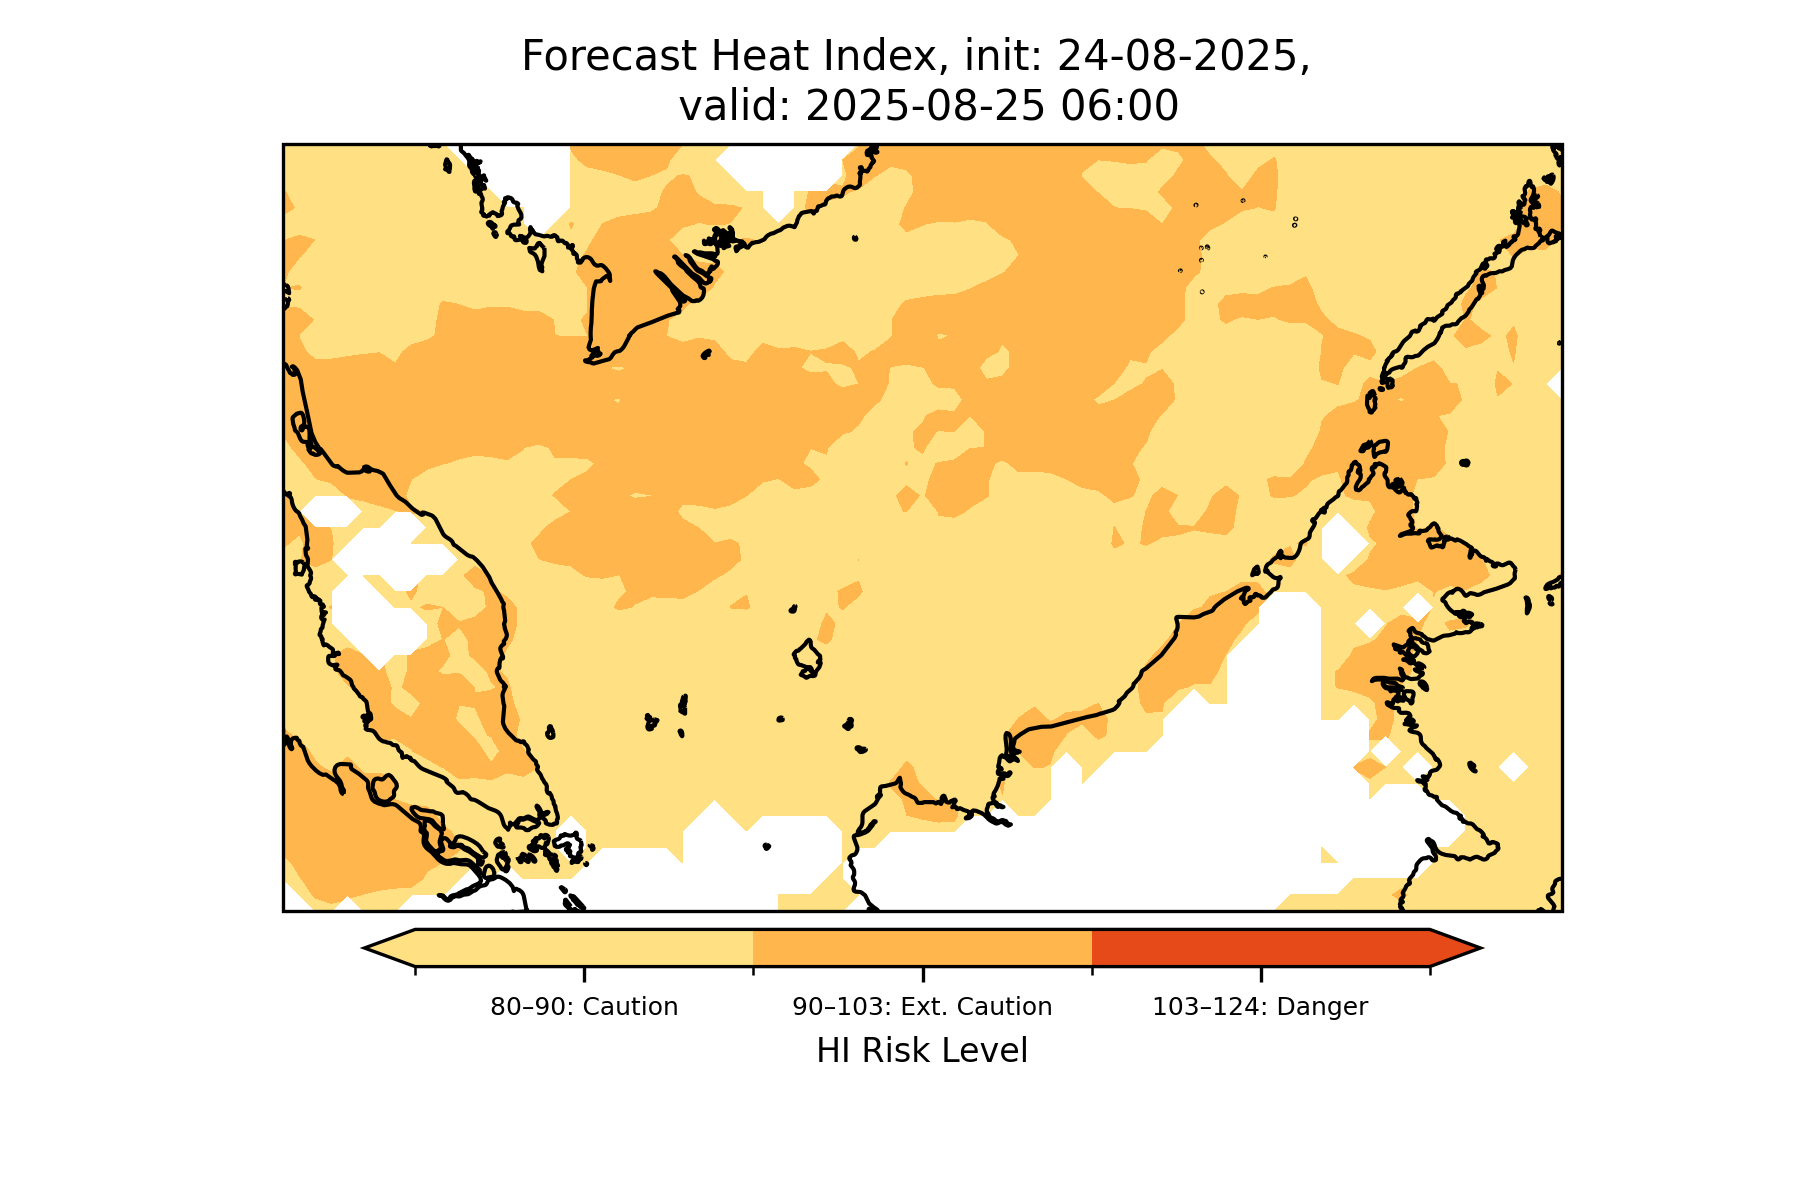 Forecast Heat Index, init: 24-08-2025,
valid: 2025-08-25 06:00
80–90: Caution
90–103: Ext. Caution
103–124: Danger
HI Risk Level